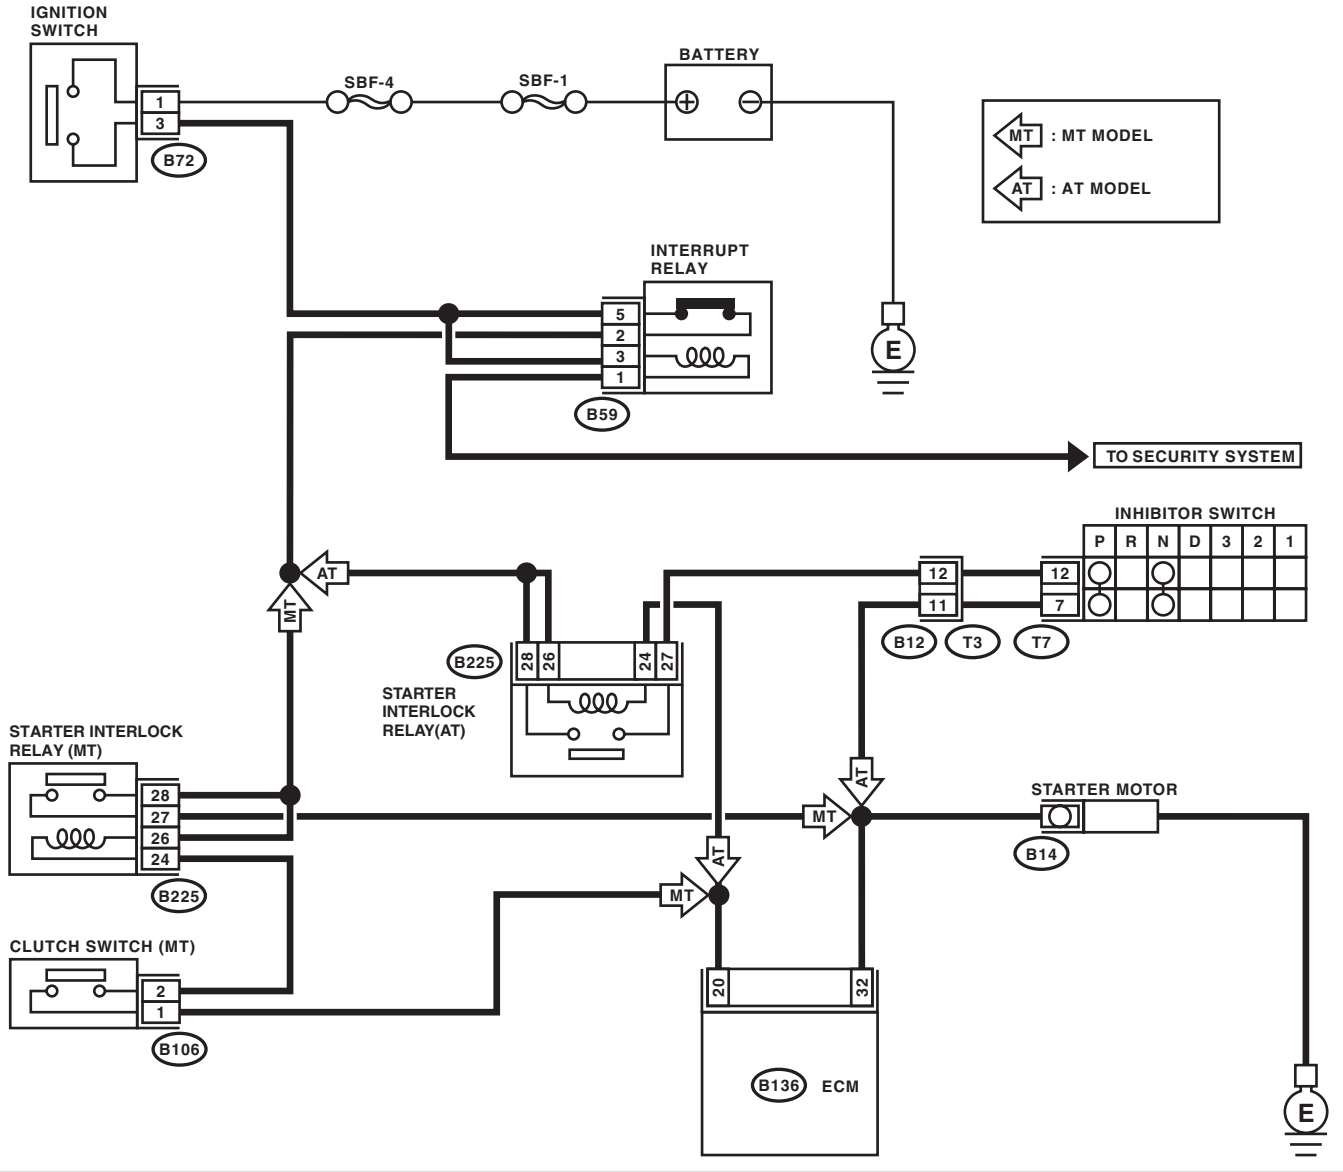 IGNITION
SWITCH
1
3
B72
SBF-4
SBF-1
BATTERY
+
−
E
MT : MT MODEL
AT : AT MODEL
INTERRUPT
RELAY
5
2
3
1
B59
TO SECURITY SYSTEM
INHIBITOR SWITCH
P R N D 3 2 1
12
11
12
7
B12
T3
T7
AT
MT
28
26
24
27
B225
STARTER
INTERLOCK
RELAY(AT)
STARTER INTERLOCK
RELAY (MT)
28
27
26
24
B225
AT
MT
STARTER MOTOR
B14
AT
MT
CLUTCH SWITCH (MT)
2
1
B106
20
32
B136 ECM
E